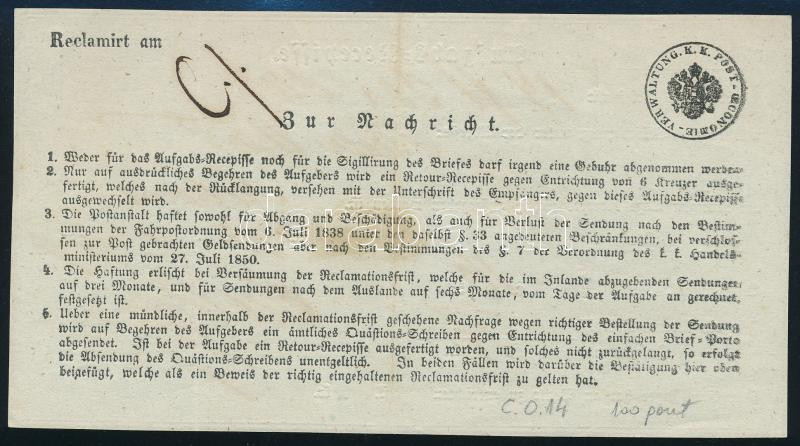 Reclamirt am
VERWALTUNG. K. K. POST-ŒCONOMIE-
Zur Nachricht.
1. Weder für das Aufgabs-Recepisse noch für die Sigillirung des Briefes darf irgend eine Gebuhr abgenommen werden.
2. Nur auf ausdrückliches Begehren des Aufgebers wird ein Retour-Recepisse gegen Entrichtung von 6 Kreuzer ausge-
fertigt, welches nach der Rücklangung, versehen mit der Unterschrift des Empfängers, gegen dieses Aufgabs-Recepisse
ausgewechselt wird.
3. Die Postanstalt haftet sowohl für Abgang und Beschädigung, als auch für Verlust der Sendung nach den Bestim-
mungen der Fahrpostordnung vom 6. Juli 1838 unter den daselbst §. 33 angedeuteten Beschränkungen, bei verschlos-
sen zur Post gebrachten Geldsendungen aber nach den Bestimmungen des §. 7 der Verordnung des k. k. Handels-
ministeriums vom 27. Juli 1850.
4. Die Haftung erlischt bei Versäumung der Reclamationsfrist, welche für die im Inlande abzugebenden Sendungen
auf drei Monate, und für Sendungen nach dem Auslande auf sechs Monate, vom Tage der Aufgabe an gerechnet,
festgesetzt ist.
5. Ueber eine mündliche, innerhalb der Reclamationsfrist geschehene Nachfrage wegen richtiger Bestellung der Sendung
wird auf Begehren des Aufgebers ein ämtliches Quästions-Schreiben gegen Entrichtung des einfachen Brief-Porto
abgesendet. Ist bei der Aufgabe ein Retour-Recepisse ausgefertigt worden, und solches nicht zurückgelangt, so erfolgt
die Absendung des Quästions-Schreibens unentgeltlich. In beiden Fällen wird darüber die Bestätigung hier oben
beigefügt, welche als ein Beweis der richtig eingehaltenen Reclamationsfrist zu gelten hat.
C.O.14 100 pont